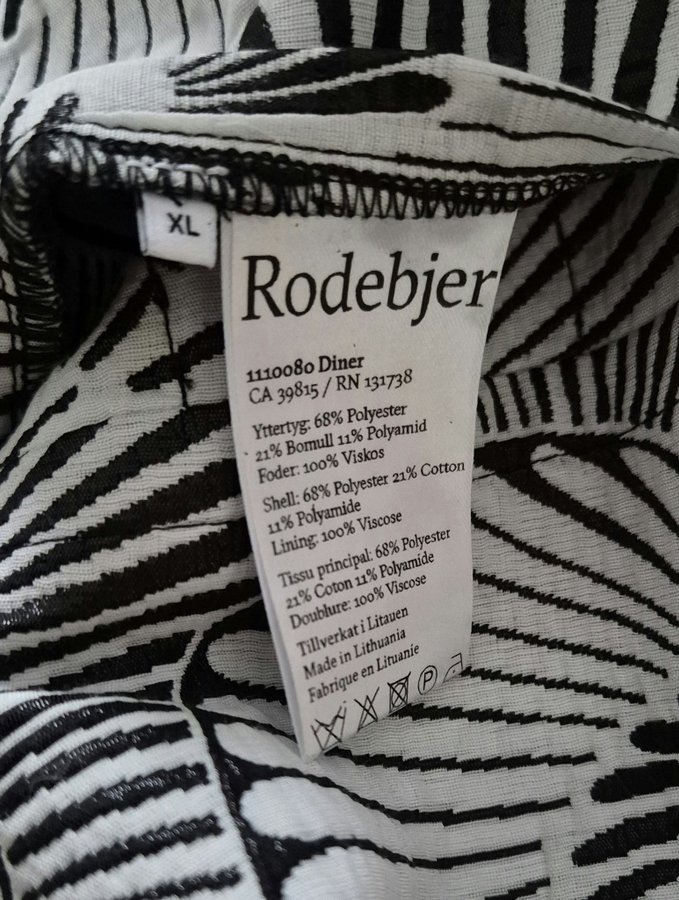 XL
Rodebjer
1110080 Diner
CA 39815 / RN 131738
Yttertyg: 68% Polyester
21% Bomull 11% Polyamid
Foder: 100% Viskos
Shell: 68% Polyester 21% Cotton
11% Polyamide
Lining: 100% Viscose
Tissu principal: 68% Polyester
21% Coton 11% Polyamide
Doublure: 100% Viscose
Tillverkat i Litauen
Made in Lithuania
Fabrique en Lituanie
P